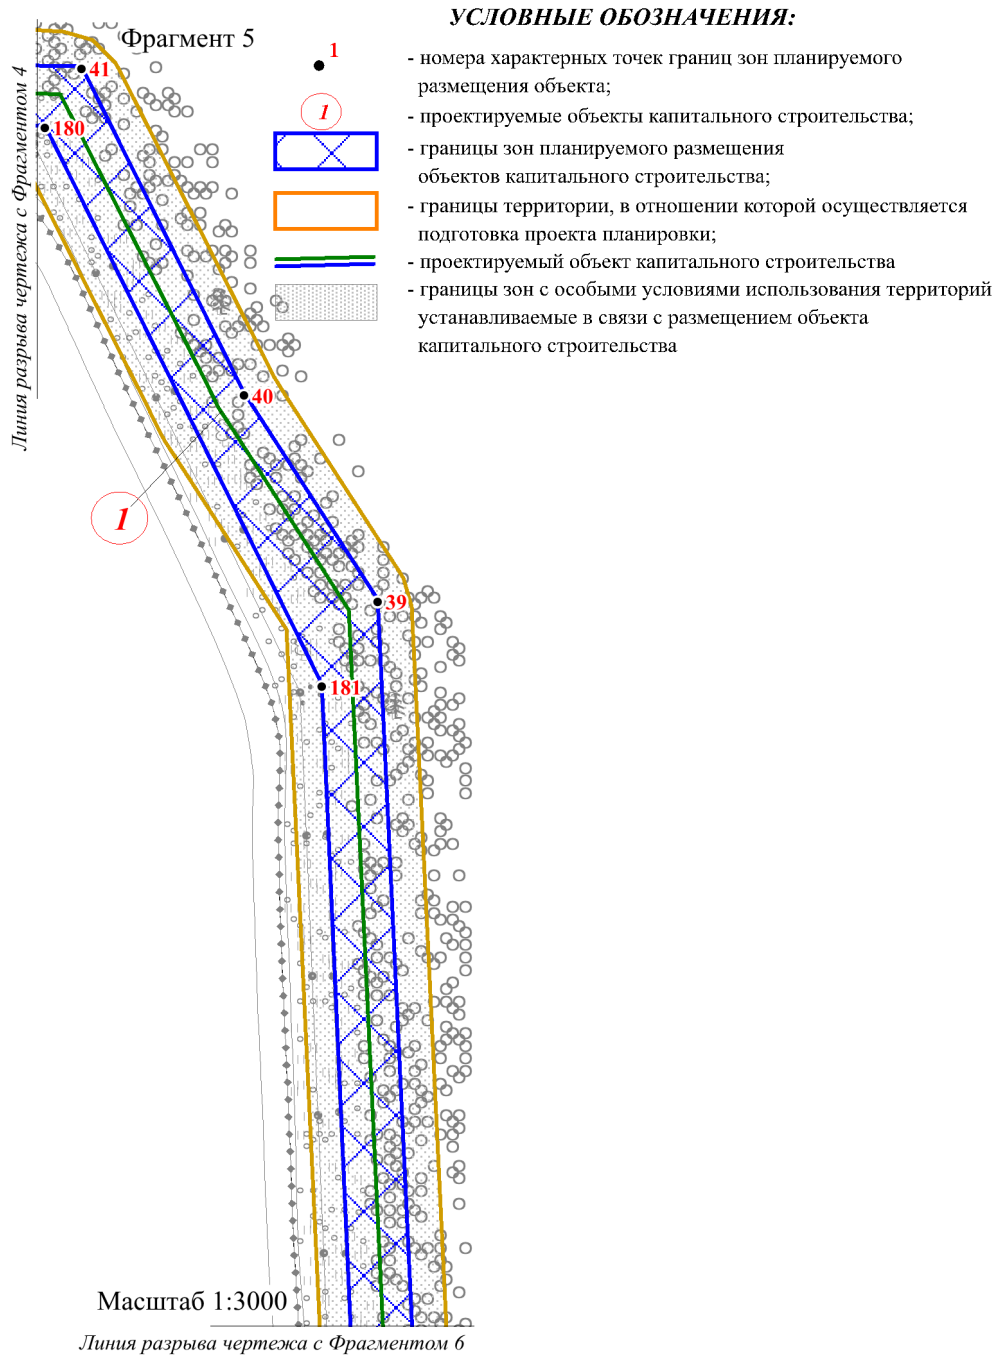 УСЛОВНЫЕ ОБОЗНАЧЕНИЯ:
Фрагмент 5
1
- номера характерных точек границ зон планируемого
размещения объекта;
1
- проектируемые объекты капитального строительства;
- границы зон планируемого размещения
объектов капитального строительства;
- границы территории, в отношении которой осуществляется
подготовка проекта планировки;
- проектируемый объект капитального строительства
- границы зон с особыми условиями использования территорий
устанавливаемые в связи с размещением объекта
капитального строительства
Линия разрыва чертежа с Фрагментом 4
41
180
40
1
39
181
Масштаб 1:3000
Линия разрыва чертежа с Фрагментом 6